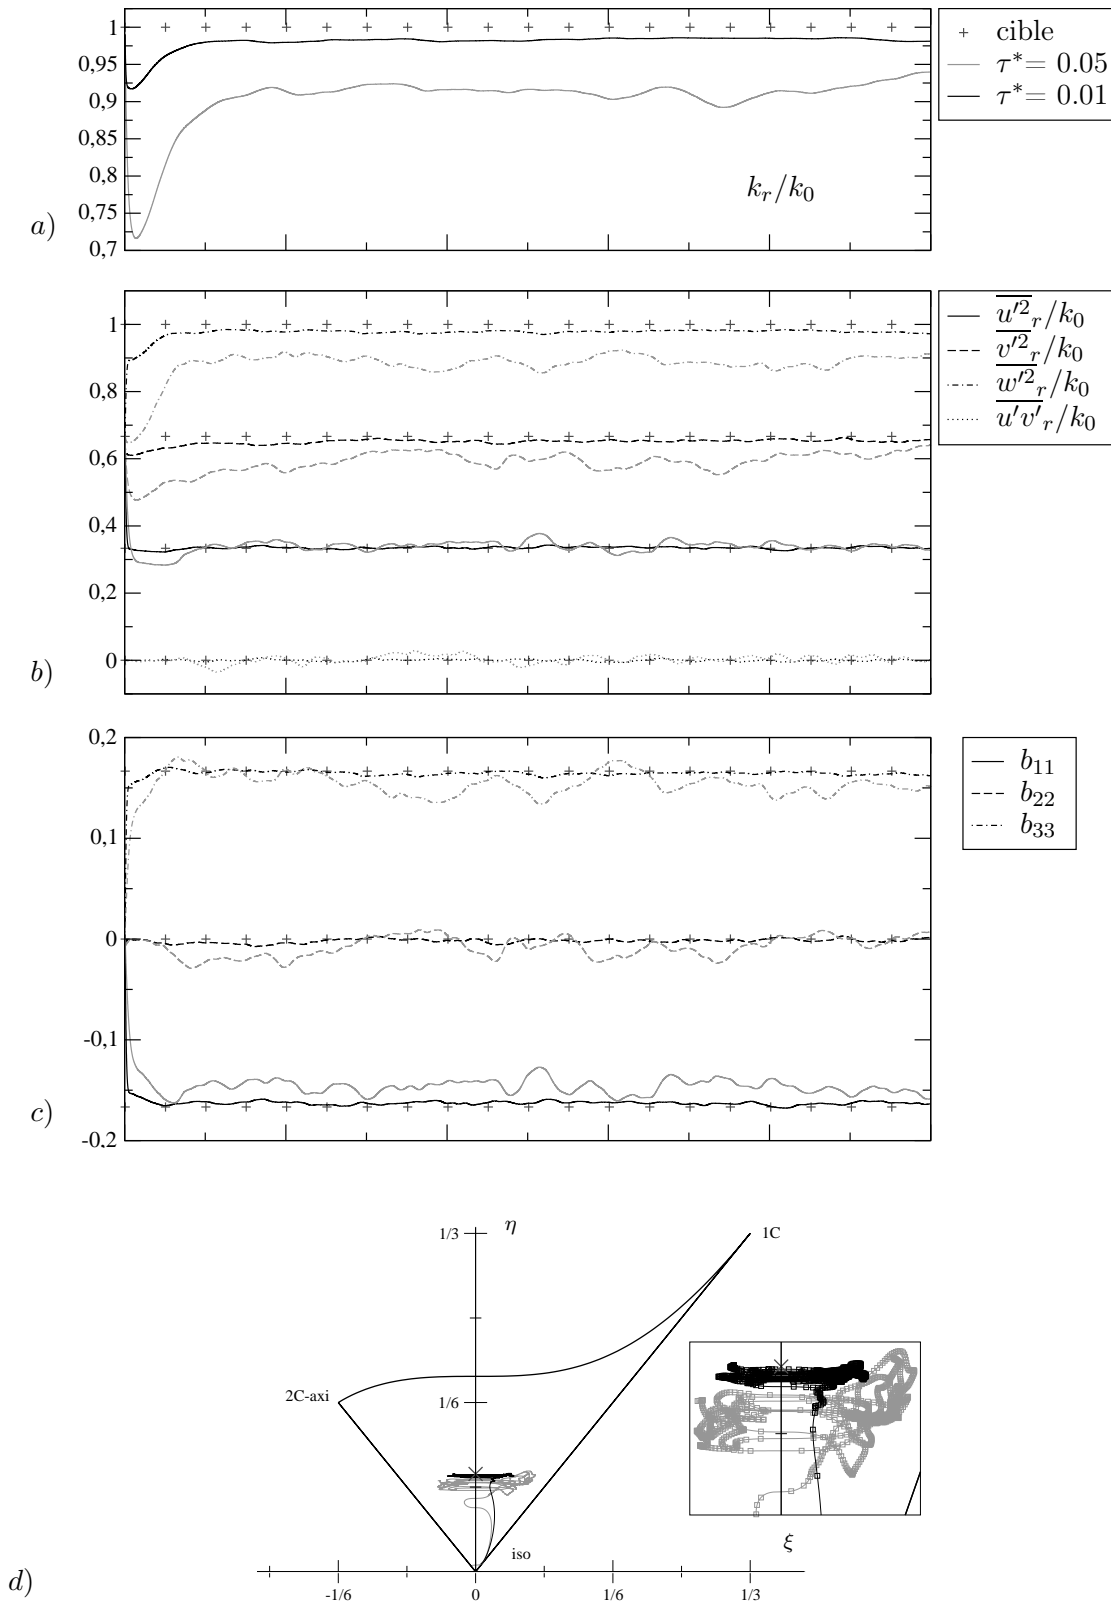 1
0,95
0,9
0,85
0,8
0,75
0,7
a)
k_r/k_0
cible
τ*= 0.05
τ*= 0.01
1
0,8
0,6
0,4
0,2
0
b)
u'²_r/k_0
v'²_r/k_0
w'²_r/k_0
u'v'_r/k_0
0,2
0,1
0
-0,1
-0,2
c)
b_11
b_22
b_33
1/3
η
1C
2C-axi
1/6
iso
ξ
d)
-1/6
0
1/6
1/3